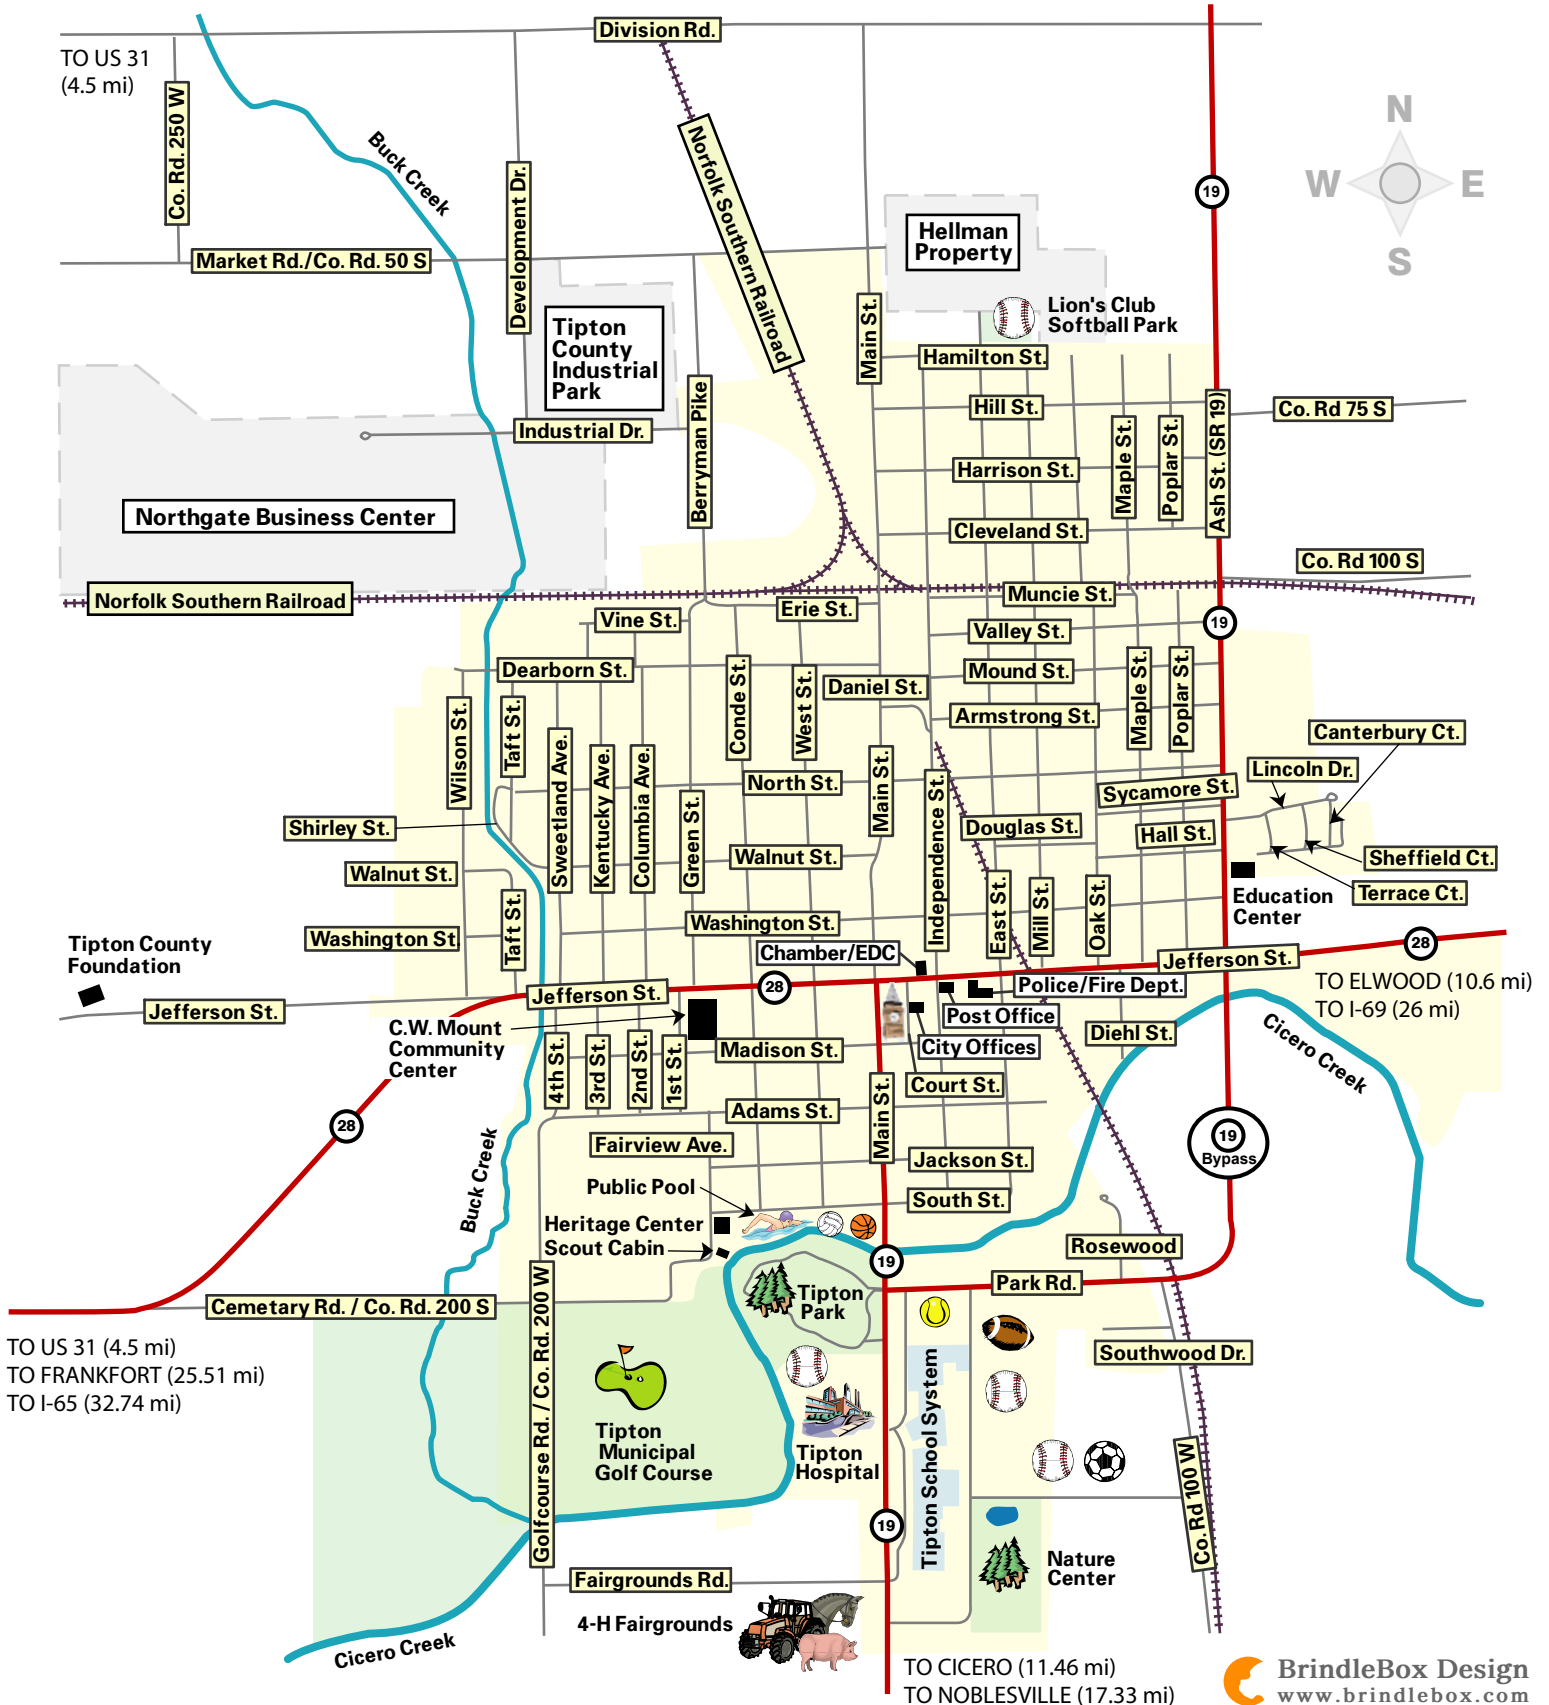 Division Rd.
TO US 31
(4.5 mi)
Co. Rd. 250 W
Buck Creek
Development Dr.
Norfolk Southern Railroad
19
N
W
E
S
Market Rd./Co. Rd. 50 S
Hellman
Property
Main St.
Lion's Club
Softball Park
Tipton
County
Industrial
Park
Hamilton St.
Berryman Pike
Hill St.
Ash St. (SR 19)
Co. Rd 75 S
Industrial Dr.
Maple St.
Poplar St.
Harrison St.
Northgate Business Center
Cleveland St.
Co. Rd 100 S
Norfolk Southern Railroad
Muncie St.
Erie St.
Vine St.
Valley St.
19
Dearborn St.
Conde St.
West St.
Mound St.
Maple St.
Poplar St.
Daniel St.
Wilson St.
Taft St.
Armstrong St.
Canterbury Ct.
Sweetland Ave.
Kentucky Ave.
Columbia Ave.
Main St.
Independence St.
Lincoln Dr.
North St.
Sycamore St.
Green St.
Shirley St.
Douglas St.
Hall St.
Walnut St.
Sheffield Ct.
Walnut St.
Terrace Ct.
Education
Center
Taft St.
East St.
Mill St.
Oak St.
Washington St.
Washington St.
Tipton County
Foundation
Chamber/EDC
28
Jefferson St.
TO ELWOOD (10.6 mi)
TO I-69 (26 mi)
Jefferson St.
28
Police/Fire Dept.
Jefferson St.
Post Office
C.W. Mount
Community
Center
Diehl St.
Cicero Creek
City Offices
Madison St.
4th St.
3rd St.
2nd St.
1st St.
Court St.
Adams St.
Main St.
28
19
Bypass
Fairview Ave.
Buck Creek
Jackson St.
Public Pool
South St.
Heritage Center
Scout Cabin
Rosewood
19
Park Rd.
Tipton
Park
Cemetary Rd. / Co. Rd. 200 S
Golfcourse Rd. / Co. Rd. 200 W
TO US 31 (4.5 mi)
TO FRANKFORT (25.51 mi)
TO I-65 (32.74 mi)
Southwood Dr.
Tipton School System
Tipton
Municipal
Golf Course
Tipton
Hospital
Co. Rd 100 W
19
Nature
Center
Fairgrounds Rd.
4-H Fairgrounds
Cicero Creek
TO CICERO (11.46 mi)
TO NOBLESVILLE (17.33 mi)
BrindleBox Design
www.brindlebox.com